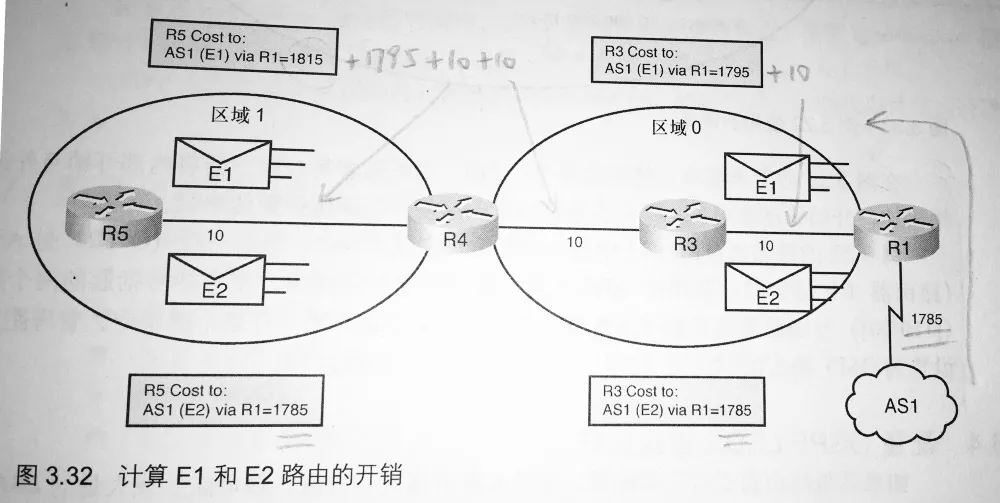 R5 Cost to:
AS1 (E1) via R1=1815
+1795+10+10
R3 Cost to:
AS1 (E1) via R1=1795
+10
区域 1
区域 0
E1
E1
R5
10
R4
10
R3
10
R1
E2
E2
1785
R5 Cost to:
AS1 (E2) via R1=1785
R3 Cost to:
AS1 (E2) via R1=1785
AS1
图 3.32 计算 E1 和 E2 路由的开销